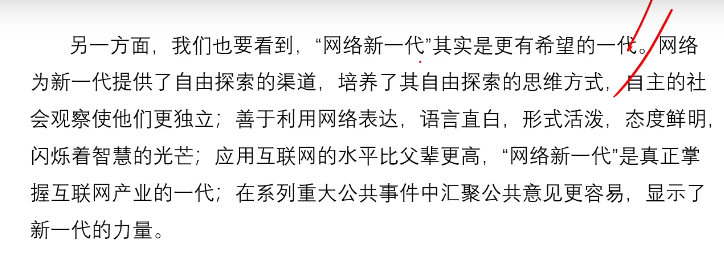 另一方面，我们也要看到，“网络新一代”其实是更有希望的一代。网络
为新一代提供了自由探索的渠道，培养了其自由探索的思维方式，自主的社
会观察使他们更独立；善于利用网络表达，语言直白，形式活泼，态度鲜明，
闪烁着智慧的光芒；应用互联网的水平比父辈更高，“网络新一代”是真正掌
握互联网产业的一代；在系列重大公共事件中汇聚公共意见更容易，显示了
新一代的力量。